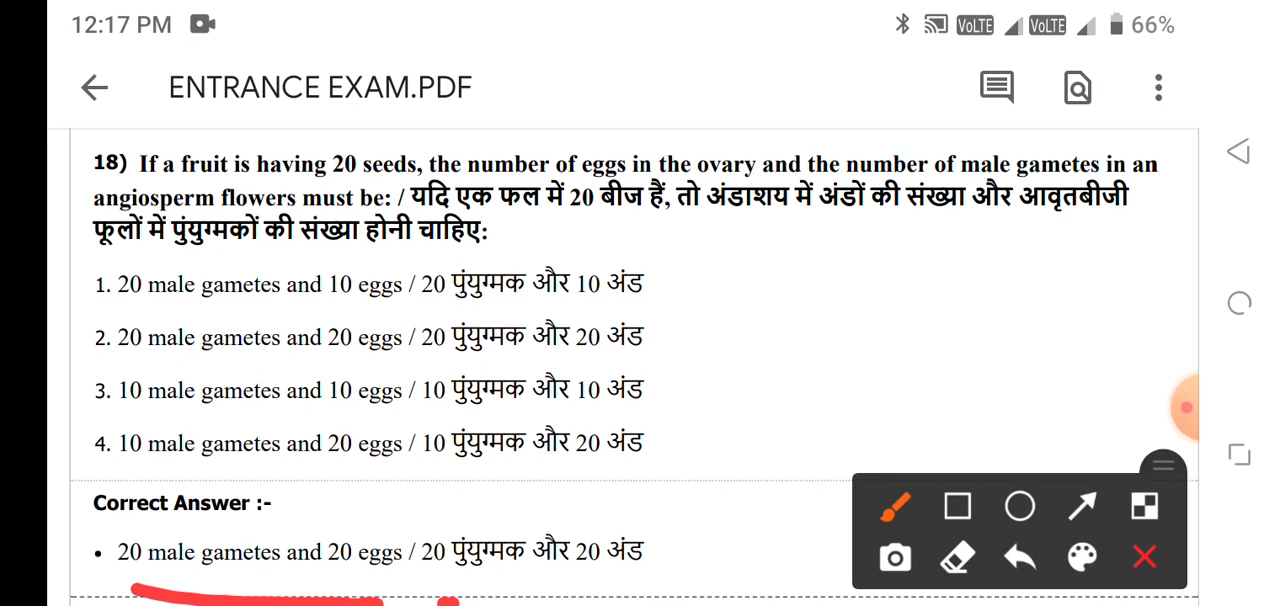 12:17 PM VoLTE VoLTE 66%
ENTRANCE EXAM.PDF
18) If a fruit is having 20 seeds, the number of eggs in the ovary and the number of male gametes in an
angiosperm flowers must be: / यदि एक फल में 20 बीज हैं, तो अंडाशय में अंडों की संख्या और आवृतबीजी
फूलों में पुंयुग्मकों की संख्या होनी चाहिए:
1. 20 male gametes and 10 eggs / 20 पुंयुग्मक और 10 अंड
2. 20 male gametes and 20 eggs / 20 पुंयुग्मक और 20 अंड
3. 10 male gametes and 10 eggs / 10 पुंयुग्मक और 10 अंड
4. 10 male gametes and 20 eggs / 10 पुंयुग्मक और 20 अंड
Correct Answer :-
• 20 male gametes and 20 eggs / 20 पुंयुग्मक और 20 अंड